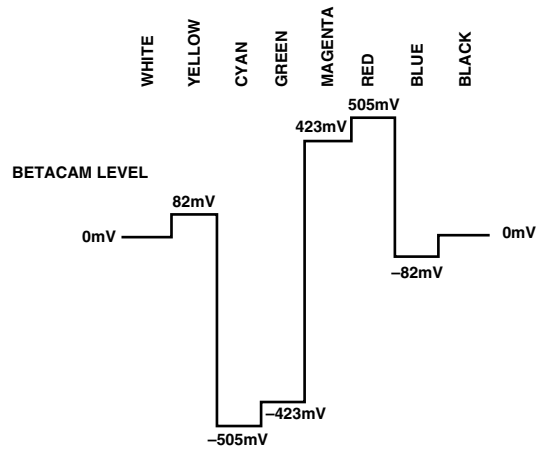 WHITE
YELLOW
CYAN
GREEN
MAGENTA
RED
BLUE
BLACK
505mV
423mV
BETACAM LEVEL
82mV
0mV
0mV
–82mV
–423mV
–505mV